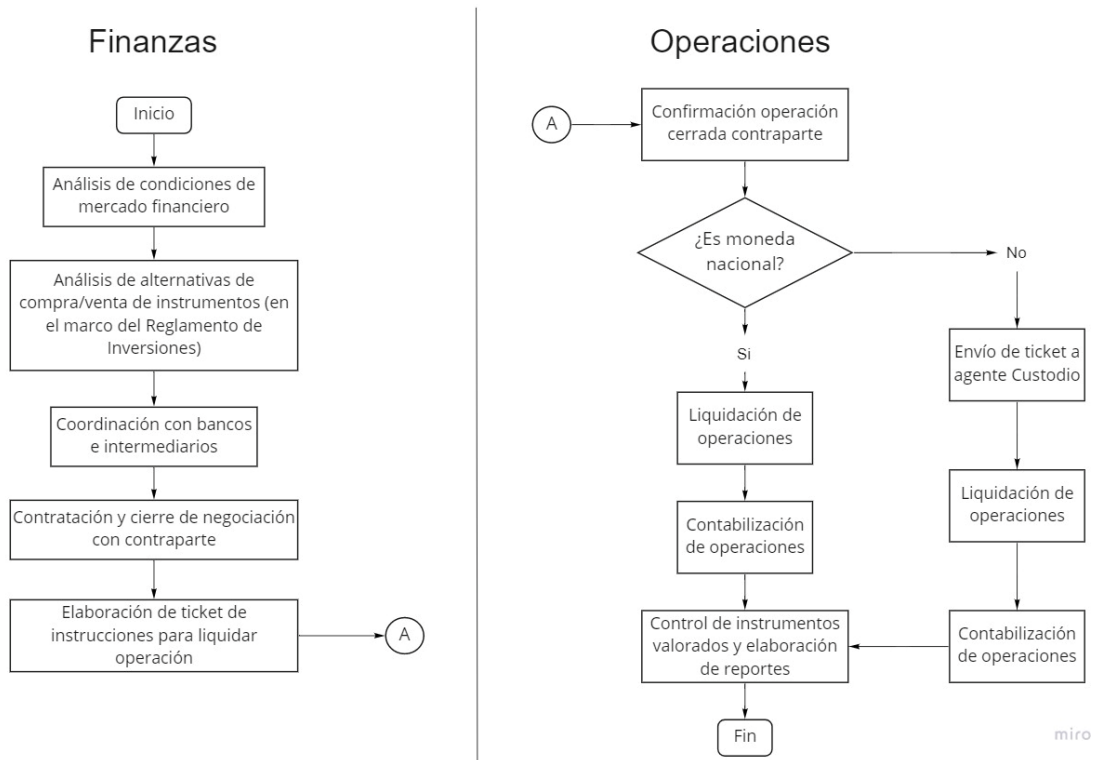 Finanzas
Inicio
Análisis de condiciones de
mercado financiero
Análisis de alternativas de
compra/venta de instrumentos (en
el marco del Reglamento de
Inversiones)
Coordinación con bancos
e intermediarios
Contratación y cierre de negociación
con contraparte
Elaboración de ticket de
instrucciones para liquidar
operación
A
Operaciones
A
Confirmación operación
cerrada contraparte
¿Es moneda
nacional?
No
Si
Envío de ticket a
agente Custodio
Liquidación de
operaciones
Liquidación de
operaciones
Contabilización
de operaciones
Contabilización
de operaciones
Control de instrumentos
valorados y elaboración
de reportes
Fin
miro